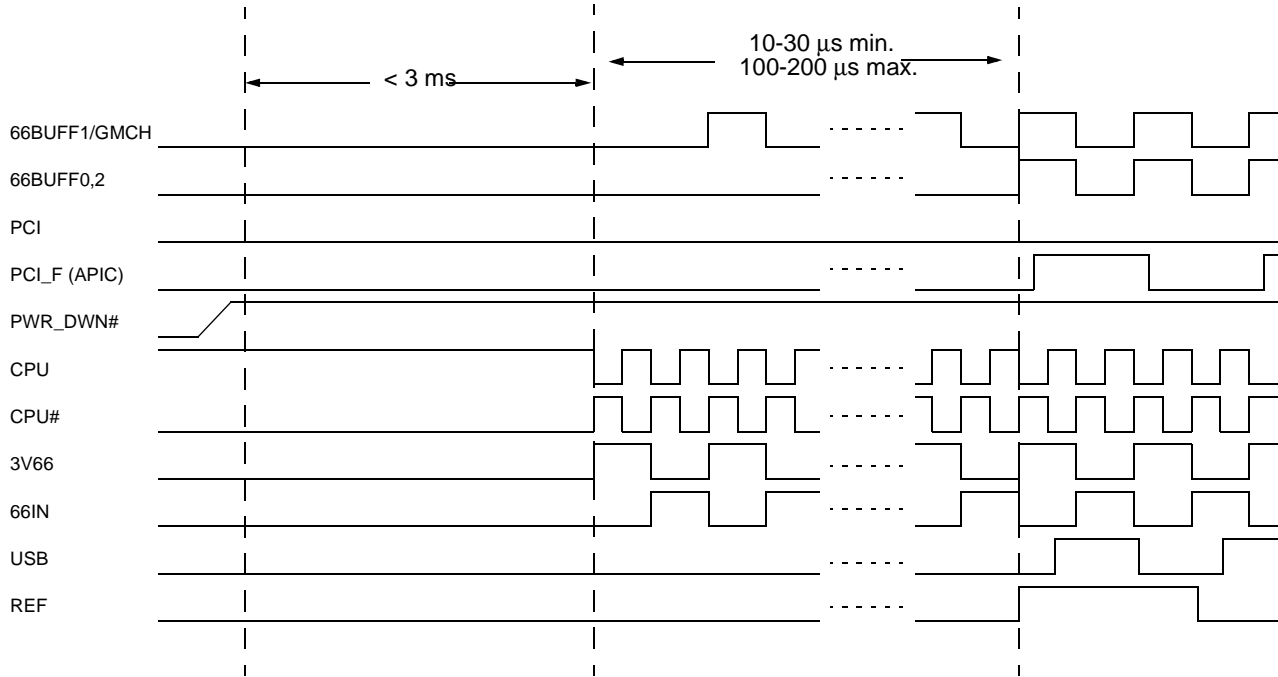 10-30 μs min.
100-200 μs max.
< 3 ms
66BUFF1/GMCH
66BUFF0,2
PCI
PCI_F (APIC)
PWR_DWN#
CPU
CPU#
3V66
66IN
USB
REF